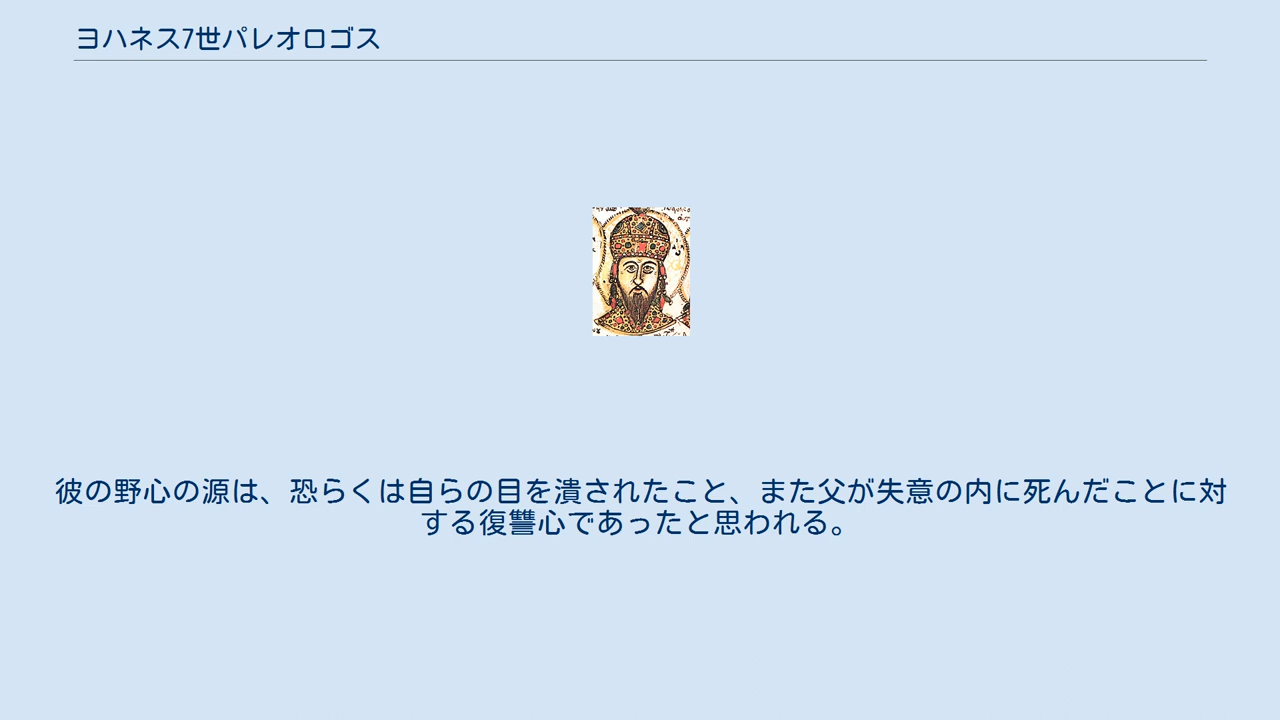 ヨハネス7世パレオロゴス
彼の野心の源は、恐らくは自らの目を潰されたこと、また父が失意の内に死んだことに対
する復讐心であったと思われる。